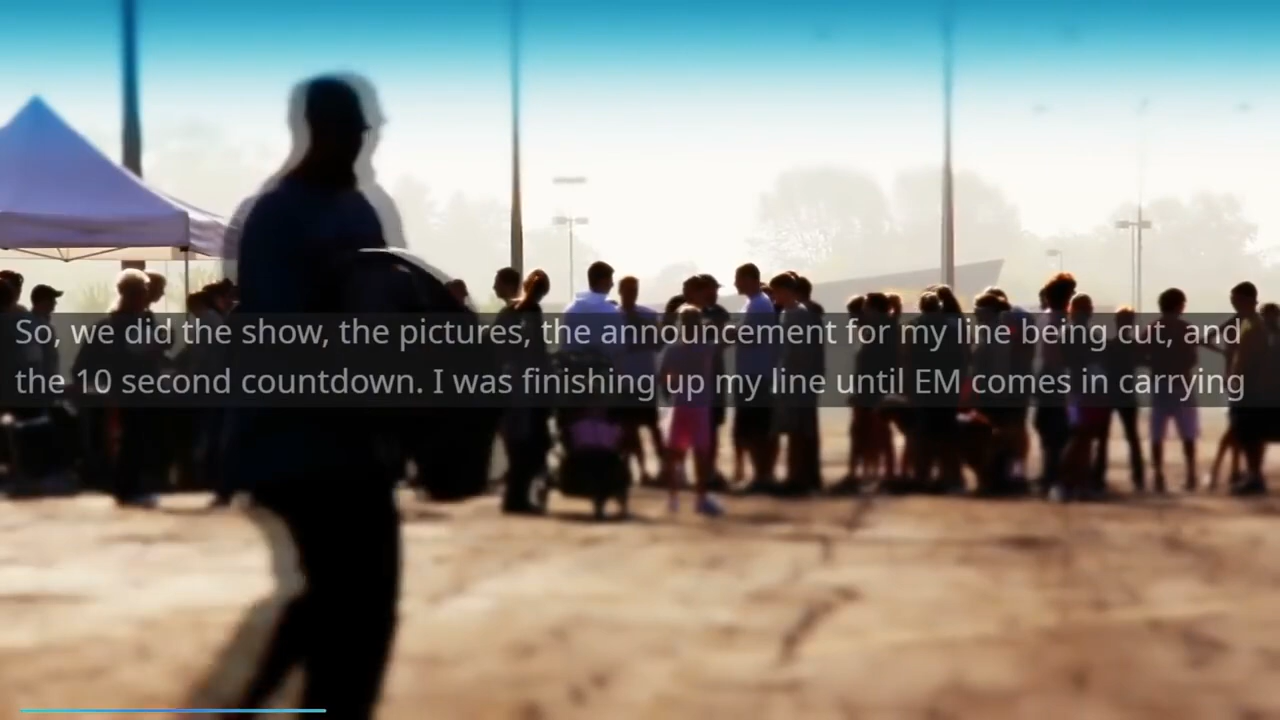 So, we did the show, the pictures, the announcement for my line being cut, and
the 10 second countdown. I was finishing up my line until EM comes in carrying